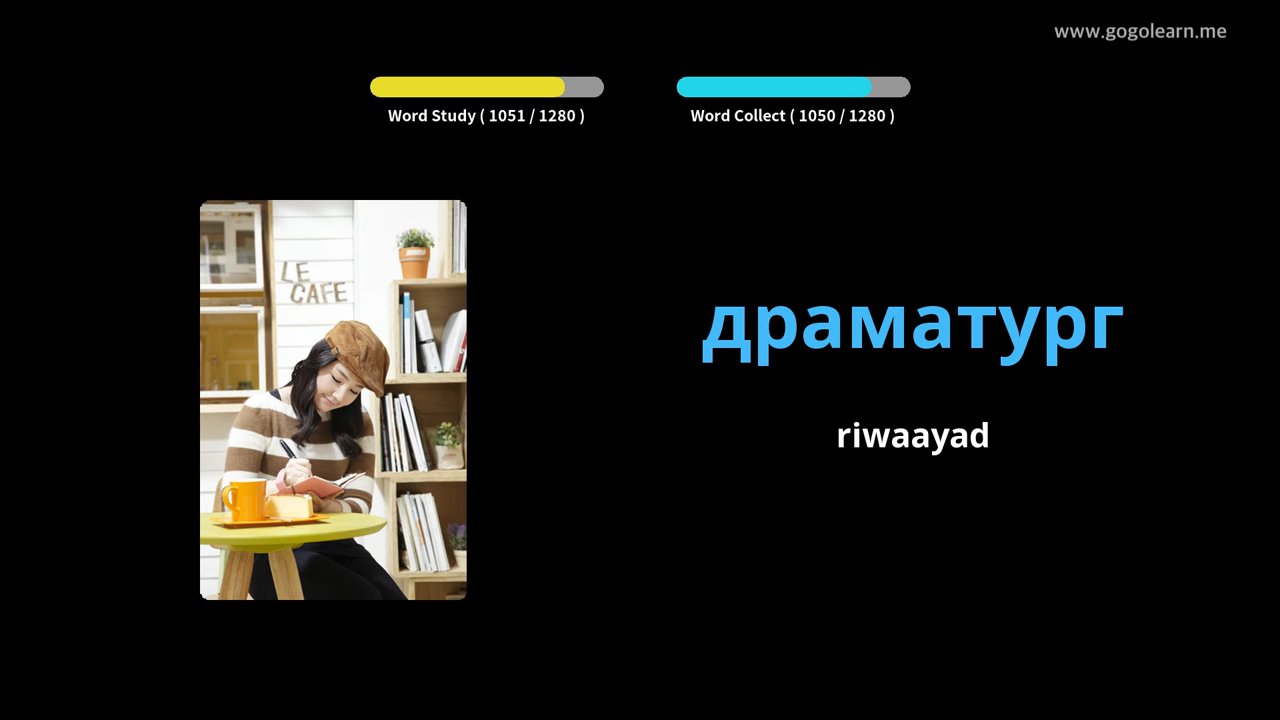 www.gogolearn.me
Word Study ( 1051 / 1280 )
Word Collect ( 1050 / 1280 )
LE
CAFE
драматург
riwaayad